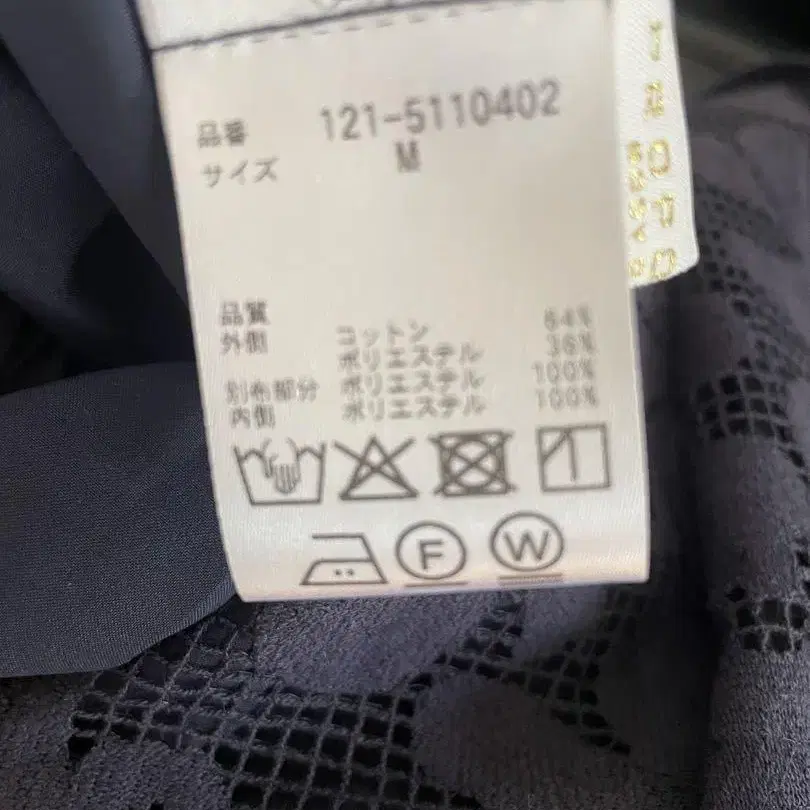 品番 121-5110402
サイズ M
品質
外側 コットン 64%
ポリエステル 36%
別布部分 ポリエステル 100%
内側 ポリエステル 100%
F
W